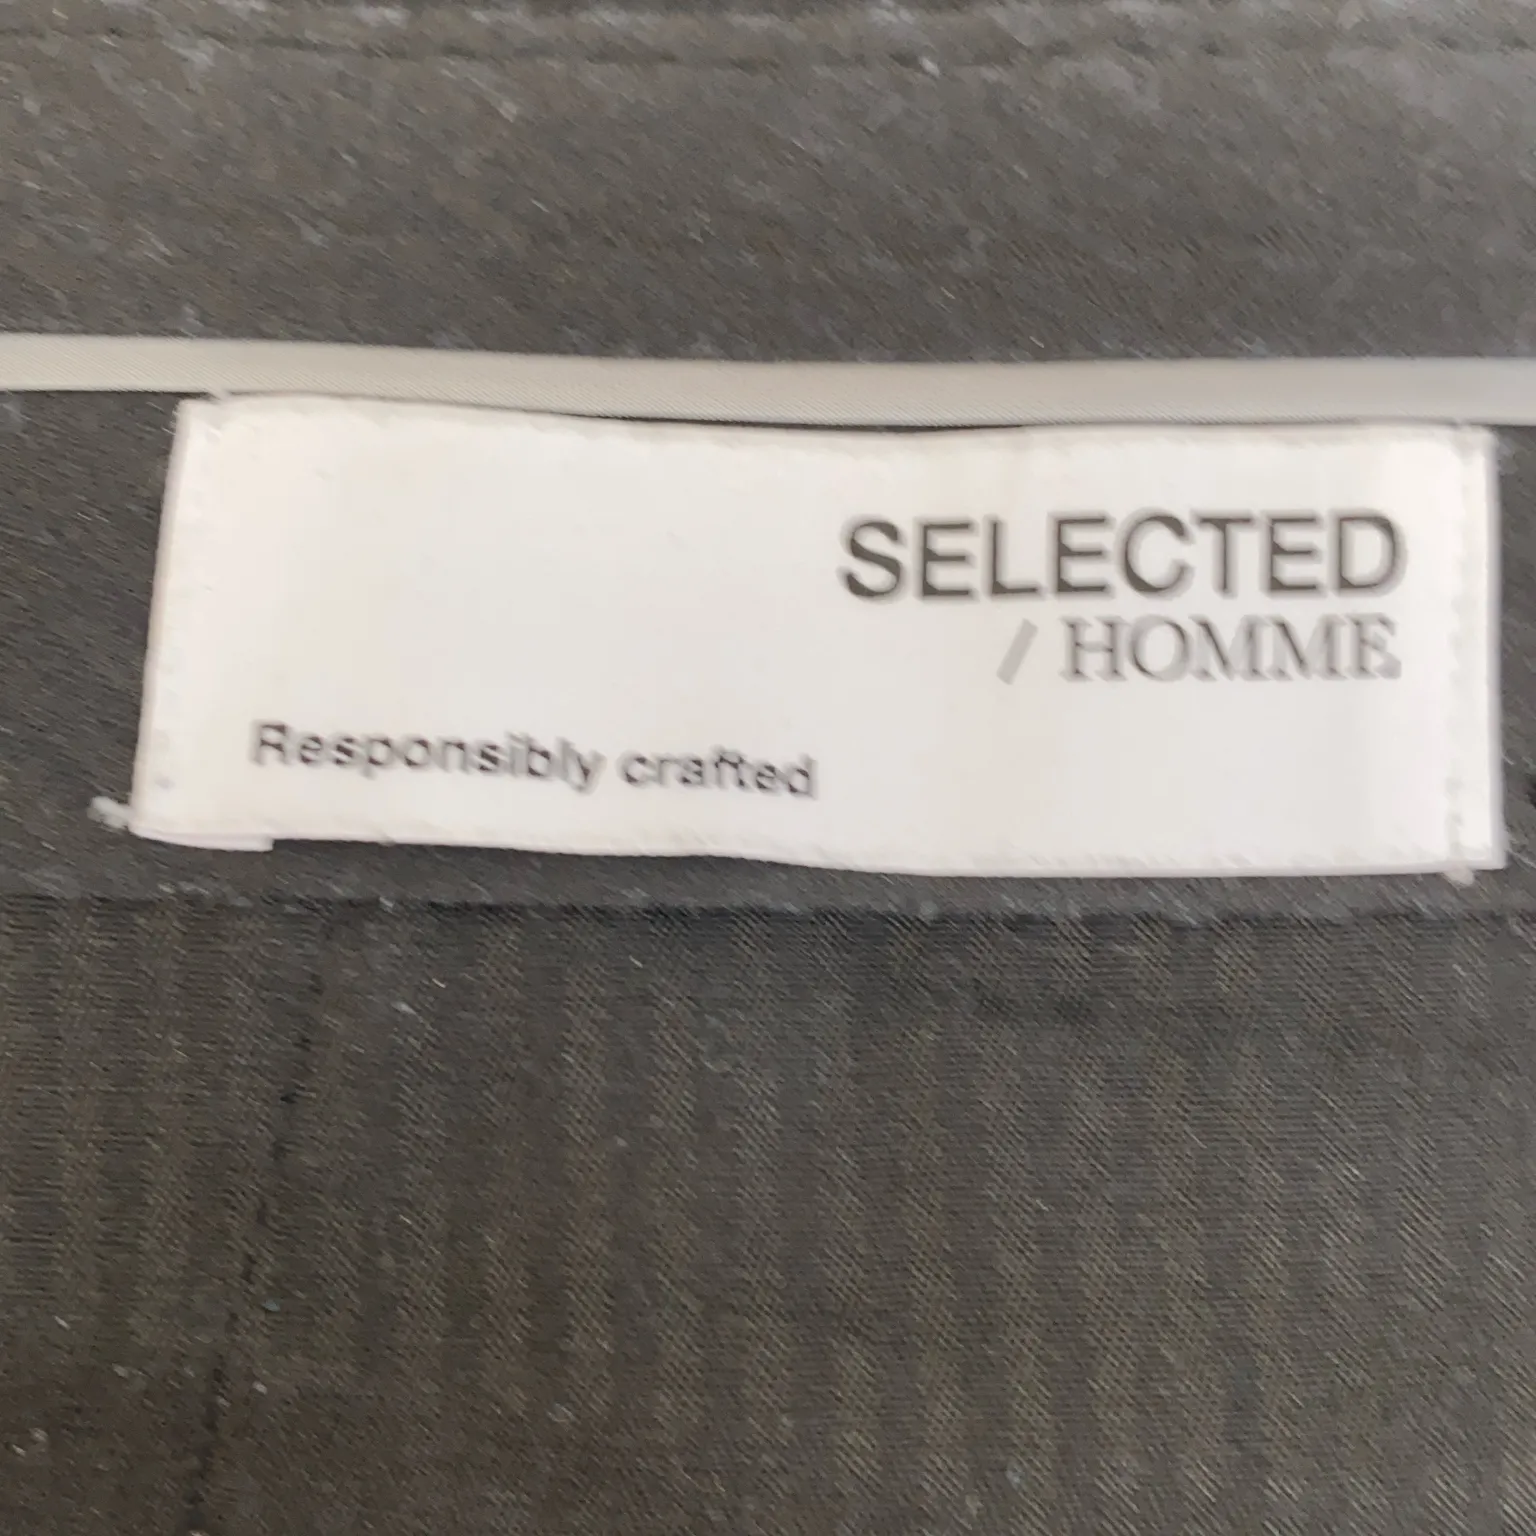 SELECTED
/ HOMME
Responsibly crafted